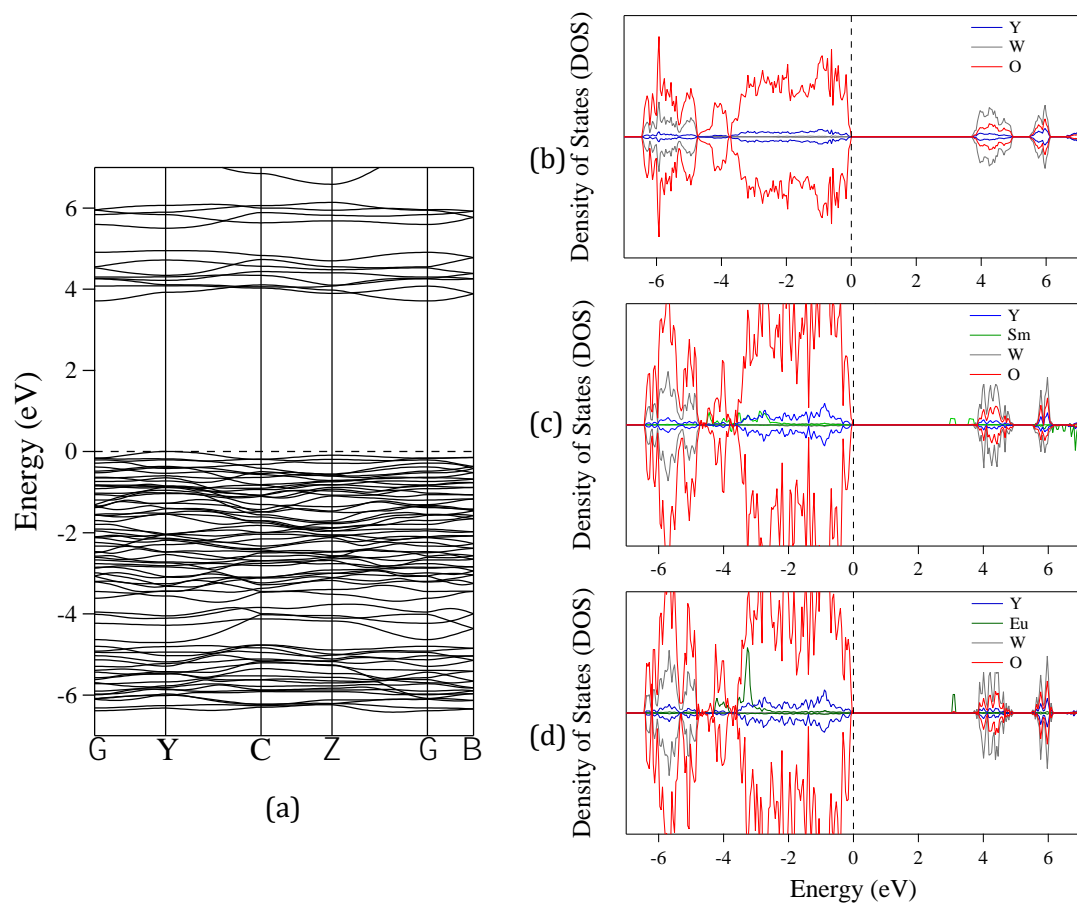 Energy (eV)
6
4
2
0
-2
-4
-6
G Y C Z G B
(a)
(b)
Density of States (DOS)
Y
W
O
-6 -4 -2 0 2 4 6
(c)
Density of States (DOS)
Y
Sm
W
O
-6 -4 -2 0 2 4 6
(d)
Density of States (DOS)
Y
Eu
W
O
-6 -4 -2 0 2 4 6
Energy (eV)